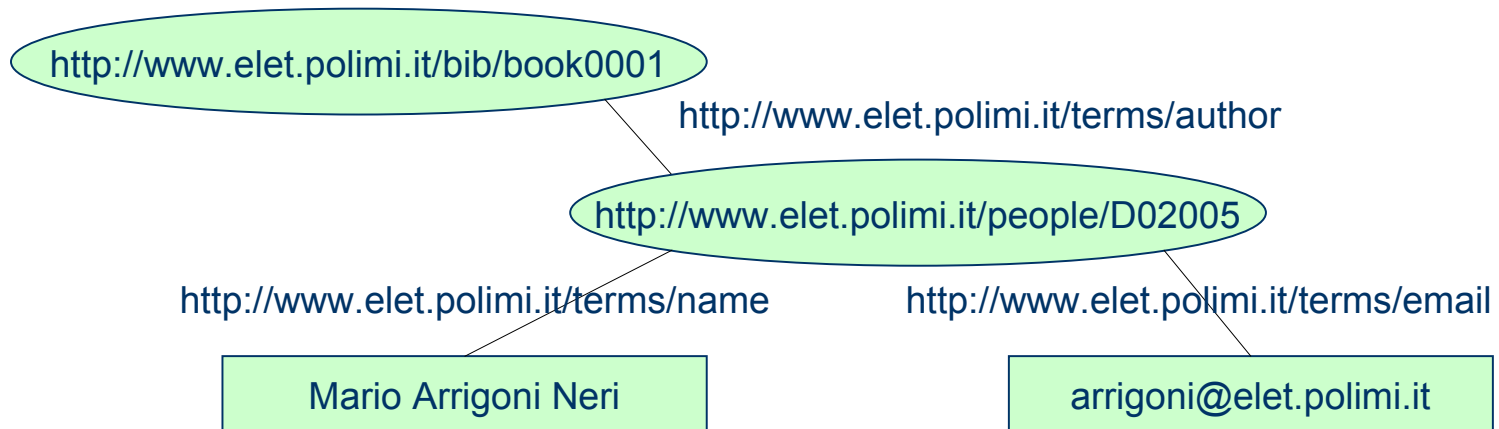 http://www.elet.polimi.it/bib/book0001
http://www.elet.polimi.it/terms/author
http://www.elet.polimi.it/people/D02005
http://www.elet.polimi.it/terms/name
http://www.elet.polimi.it/terms/email
Mario Arrigoni Neri
arrigoni@elet.polimi.it